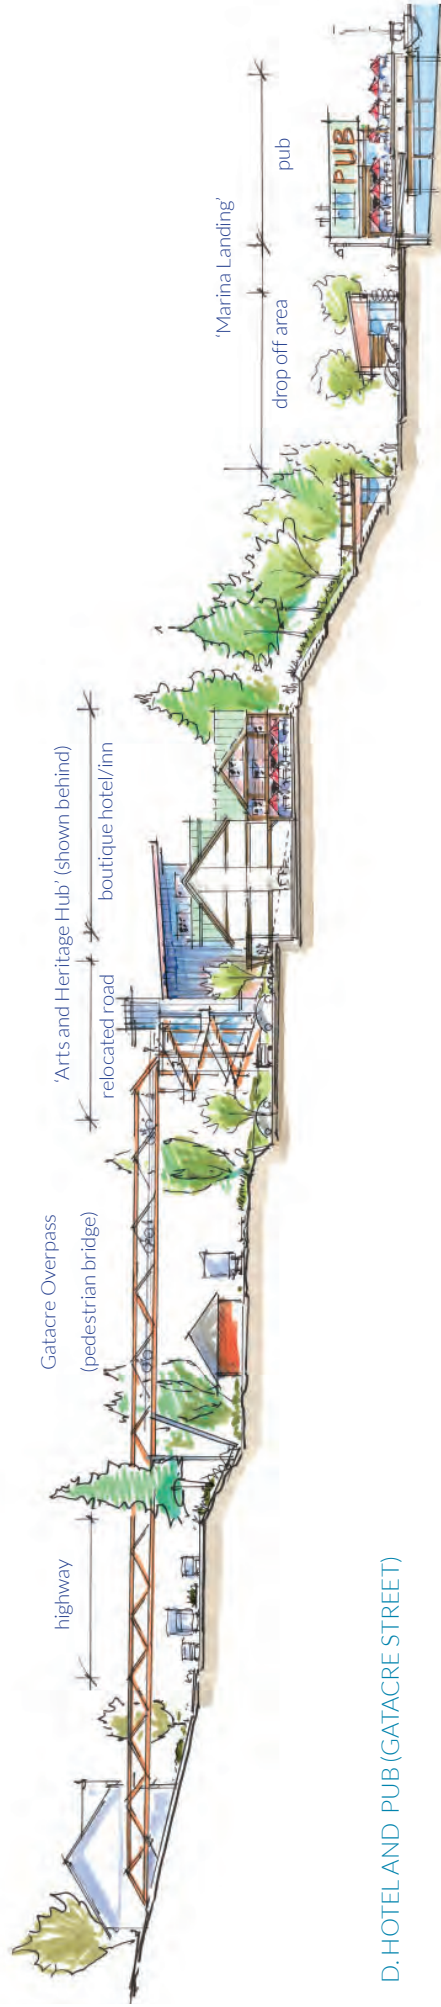 highway
Gatacre Overpass
(pedestrian bridge)
'Arts and Heritage Hub' (shown behind)
relocated road
boutique hotel/inn
'Marina Landing'
drop off area
pub
PUB
D. HOTEL AND PUB (GATACRE STREET)